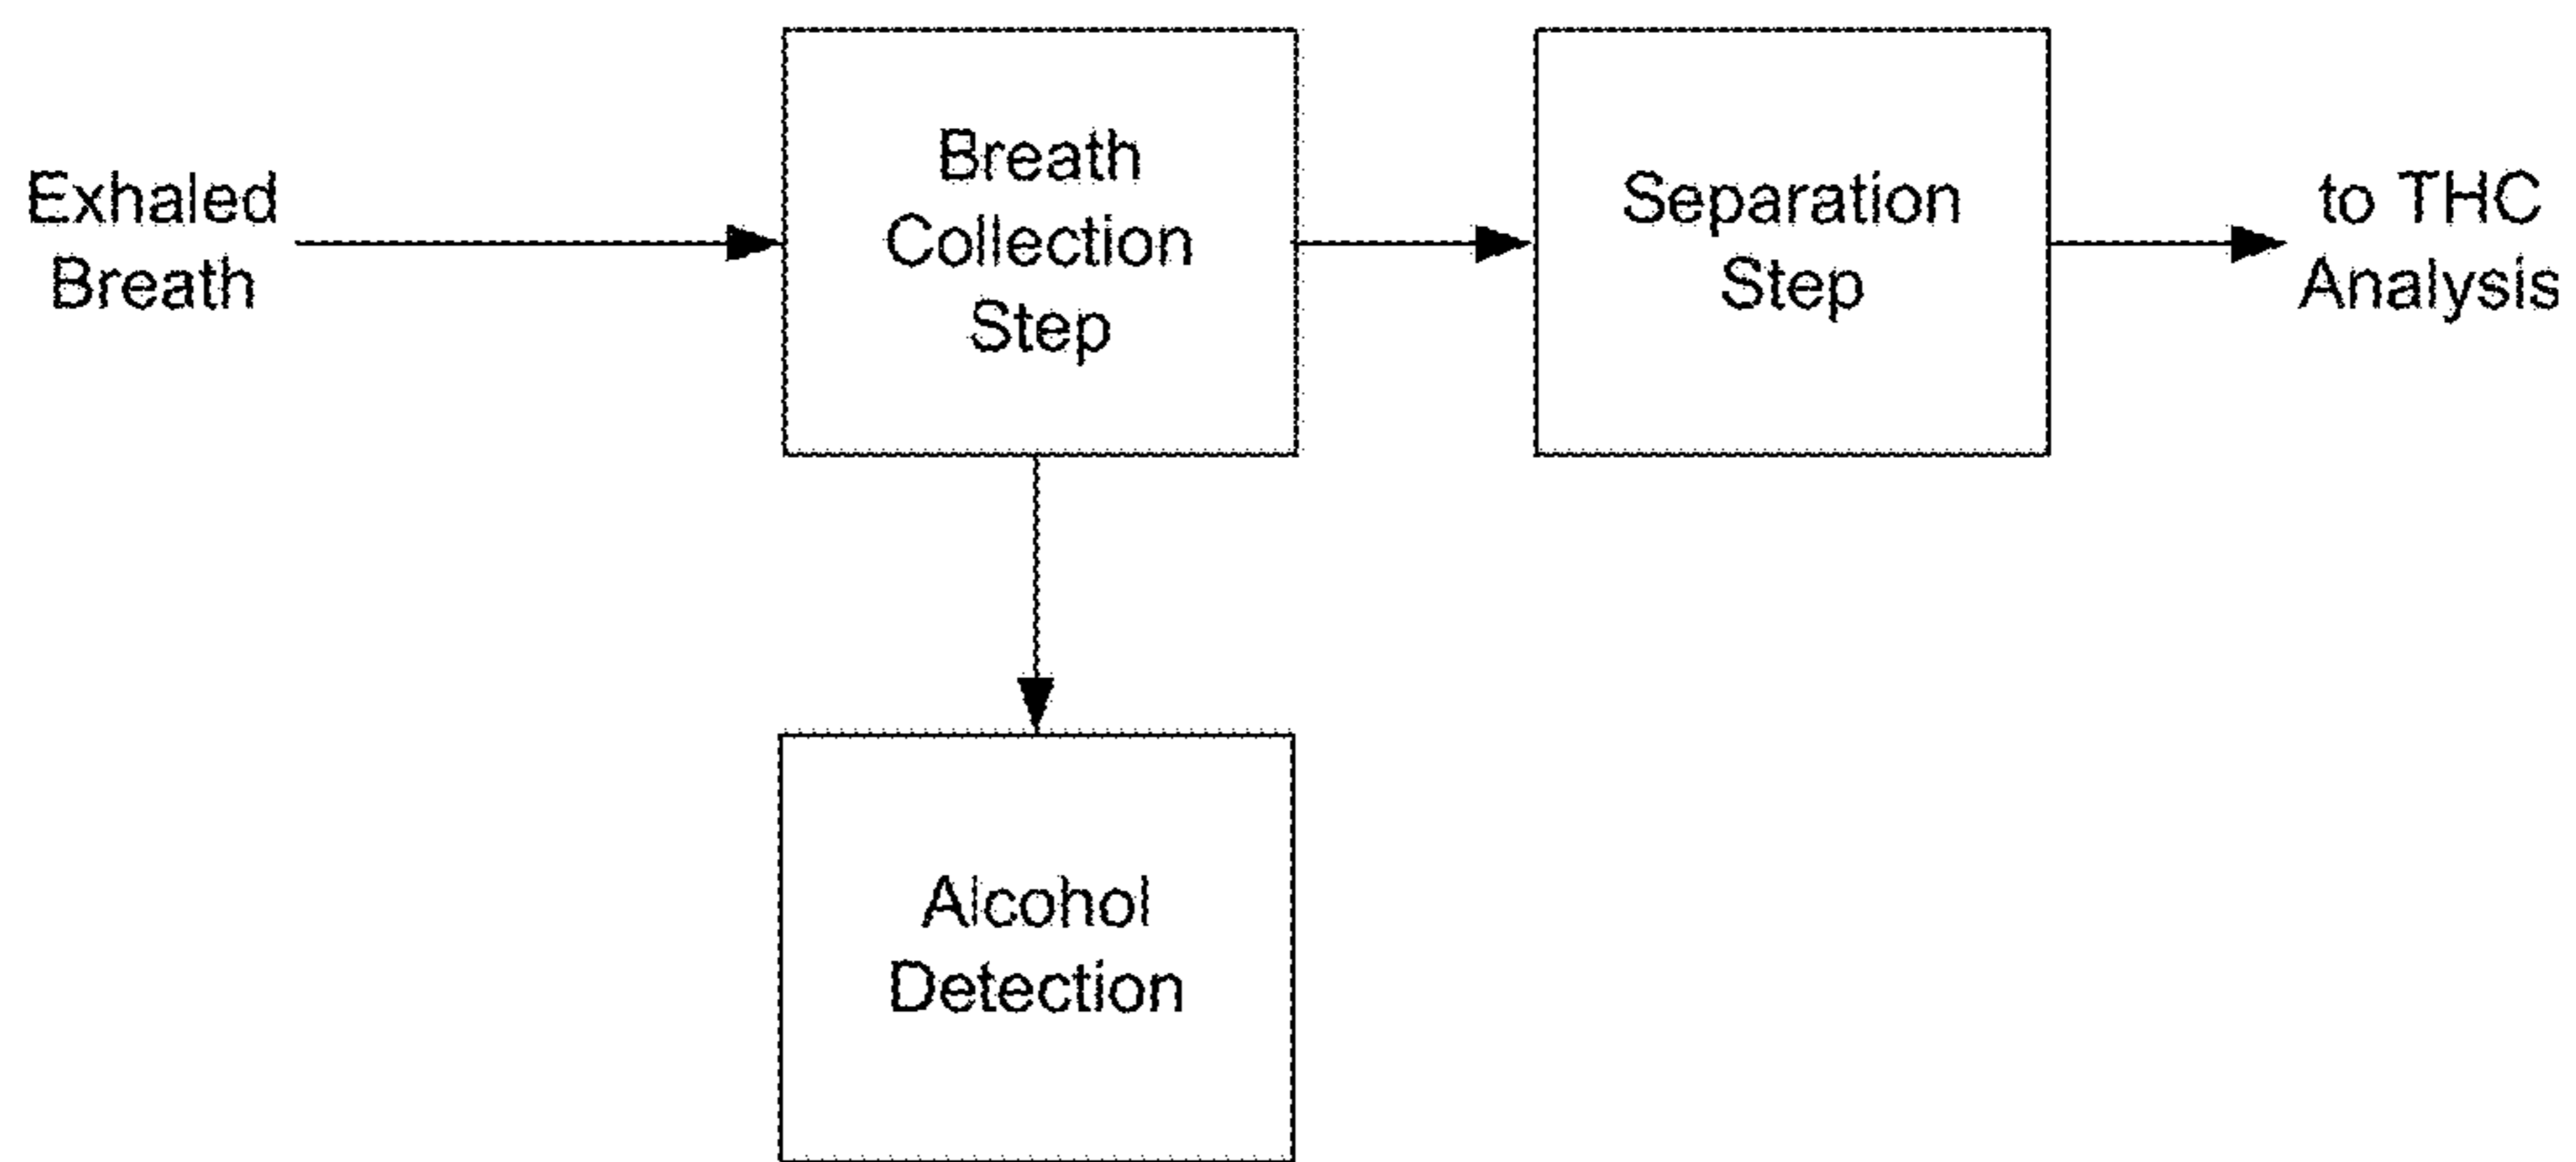 Exhaled
Breath
Breath
Collection
Step
Separation
Step
to THC
Analysis
Alcohol
Detection